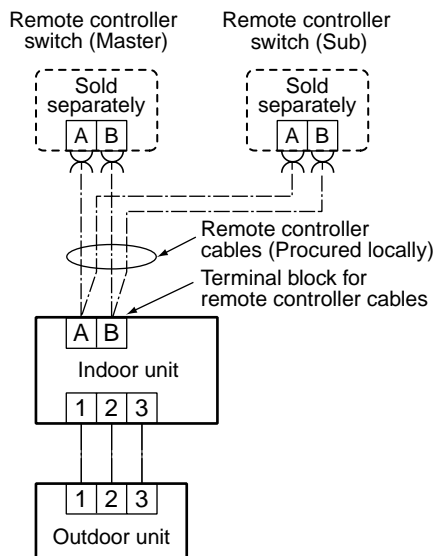 Remote controller
switch (Master)
Remote controller
switch (Sub)
Sold
separately
A B
Sold
separately
A B
Remote controller
cables (Procured locally)
Terminal block for
remote controller cables
A B
Indoor unit
1 2 3
1 2 3
Outdoor unit